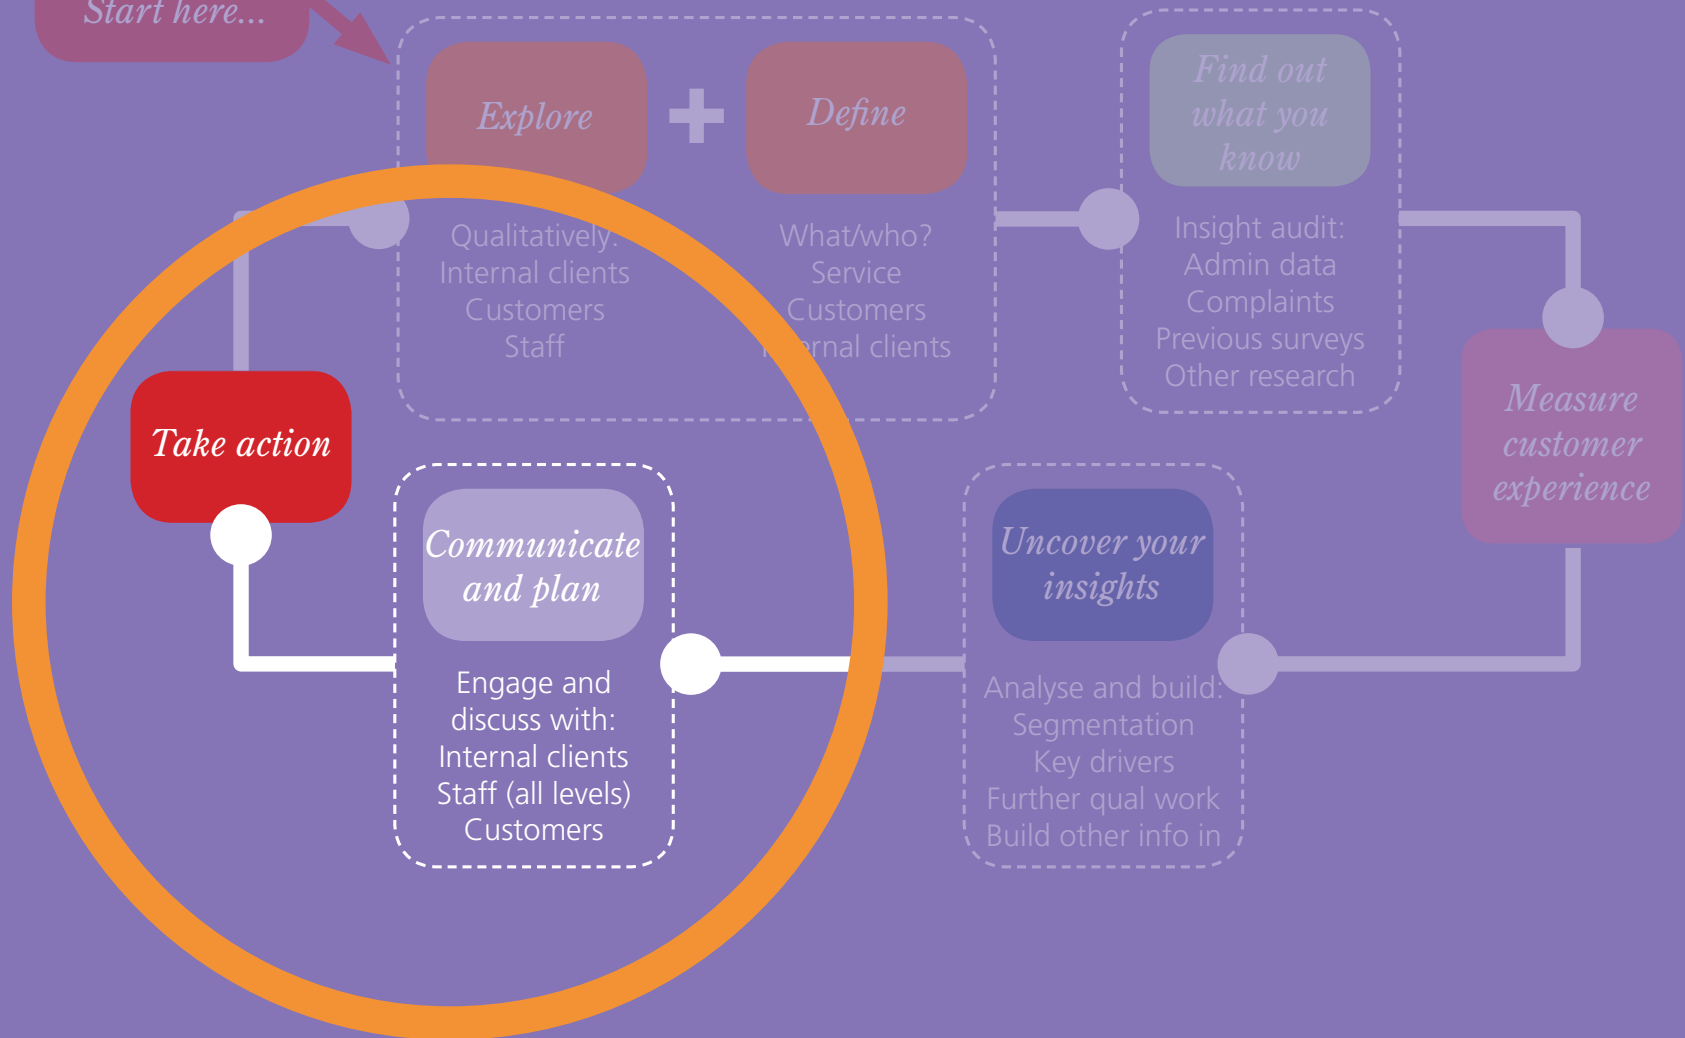 Start here...
Explore
Define
Find out
what you
know
Qualitatively:
Internal clients
Customers
Staff
What/who?
Service
Customers
clients
Insight audit:
Admin data
Complaints
Previous surveys
Other research
Measure
customer
experience
Take action
Communicate
and plan
Engage and
discuss with:
Internal clients
Staff (all levels)
Customers
Uncover your
insights
Analyse and build:
Segmentation
Key drivers
Further qual work
Build other info in